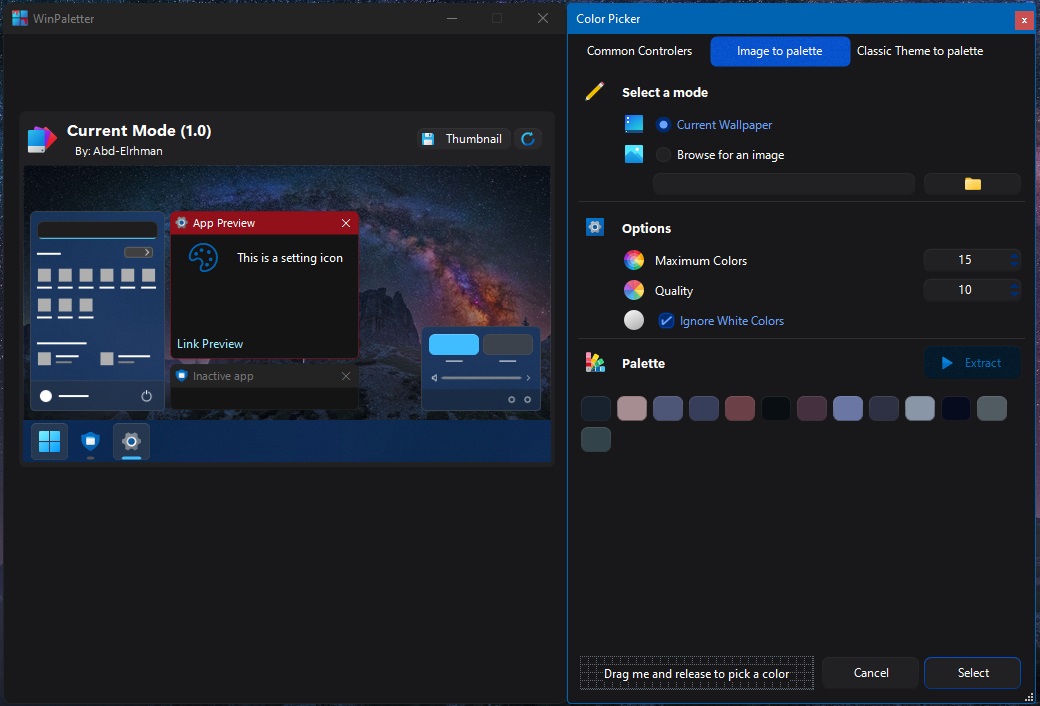 WinPaletter
Current Mode (1.0)
By: Abd-Elrhman
Thumbnail
App Preview
This is a setting icon
Link Preview
Inactive app
Color Picker
x
Common Controlers
Image to palette
Classic Theme to palette
Select a mode
Current Wallpaper
Browse for an image
Options
Maximum Colors
15
Quality
10
Ignore White Colors
Palette
Extract
Drag me and release to pick a color
Cancel
Select